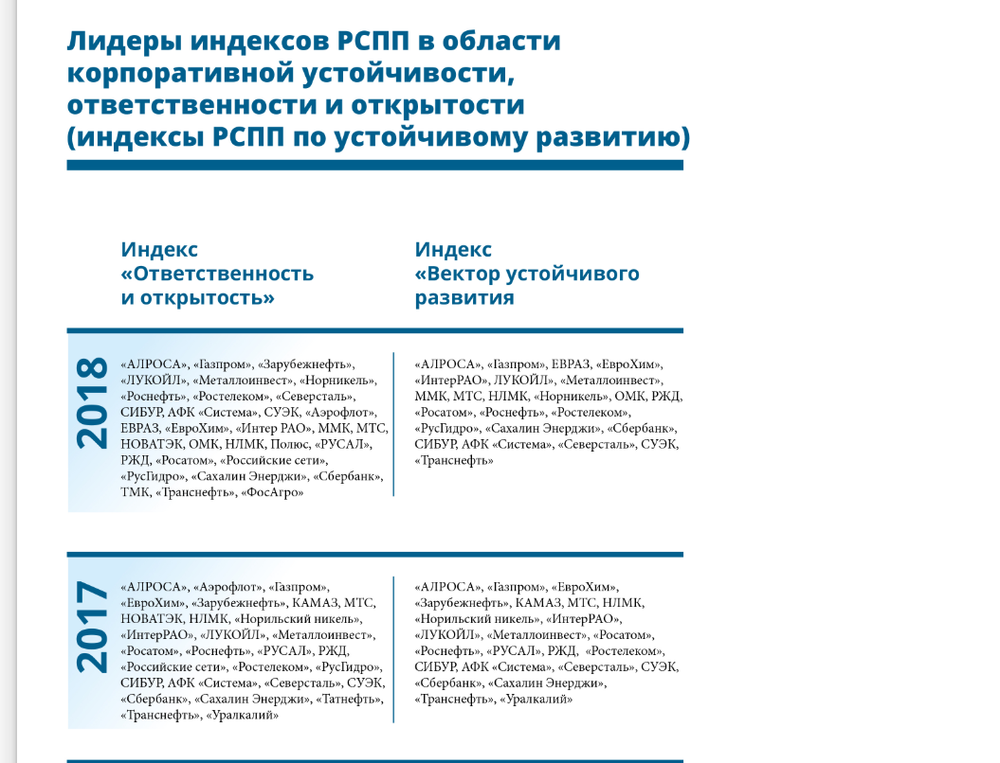 Лидеры индексов РСПП в области
корпоративной устойчивости,
ответственности и открытости
(индексы РСПП по устойчивому развитию)
Индекс
«Ответственность
и открытость»
Индекс
«Вектор устойчивого
развития
2018
«АЛРОСА», «Газпром», «Зарубежнефть»,
«ЛУКОЙЛ», «Металлоинвест», «Норникель»,
«Роснефть», «Ростелеком», «Северсталь»,
СИБУР, АФК «Система», СУЭК, «Аэрофлот»,
ЕВРАЗ, «ЕвроХим», «Интер РАО», ММК, МТС,
НОВАТЭК, ОМК, НЛМК, Полюс, «РУСАЛ»,
РЖД, «Росатом», «Российские сети»,
«РусГидро», «Сахалин Энерджи», «Сбербанк»,
ТМК, «Транснефть», «ФосАгро»
«АЛРОСА», «Газпром», ЕВРАЗ, «ЕвроХим»,
«ИнтерРАО», ЛУКОЙЛ», «Металлоинвест»,
ММК, МТС, НЛМК, «Норникель», ОМК, РЖД,
«Росатом», «Роснефть», «Ростелеком»,
«РусГидро», «Сахалин Энерджи», «Сбербанк»,
СИБУР, АФК «Система», «Северсталь», СУЭК,
«Транснефть»
2017
«АЛРОСА», «Аэрофлот», «Газпром»,
«ЕвроХим», «Зарубежнефть», КАМАЗ, МТС,
НОВАТЭК, НЛМК, «Норильский никель»,
«ИнтерРАО», «ЛУКОЙЛ», «Металлоинвест»,
«Росатом», «Роснефть», «РУСАЛ», РЖД,
«Российские сети», «Ростелеком», «РусГидро»,
СИБУР, АФК «Система», «Северсталь», СУЭК,
«Сбербанк», «Сахалин Энерджи», «Татнефть»,
«Транснефть», «Уралкалий»
«АЛРОСА», «Газпром», «ЕвроХим»,
«Зарубежнефть», КАМАЗ, МТС, НЛМК,
«Норильский никель», «ИнтерРАО»,
«ЛУКОЙЛ», «Металлоинвест», «Росатом»,
«Роснефть», «РУСАЛ», РЖД, «Ростелеком»,
СИБУР, АФК «Система», «Северсталь», СУЭК,
«Сбербанк», «Сахалин Энерджи»,
«Транснефть», «Уралкалий»